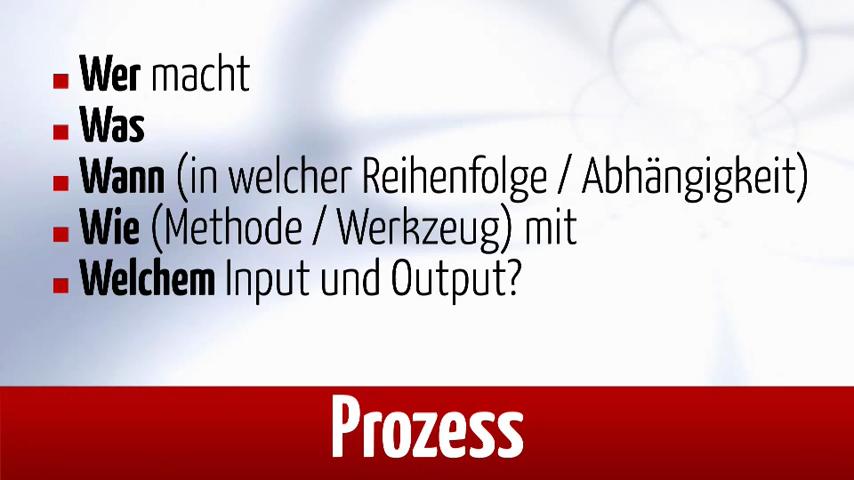 Wer macht
Was
Wann (in welcher Reihenfolge / Abhängigkeit)
Wie (Methode / Werkzeug) mit
Welchem Input und Output?
Prozess